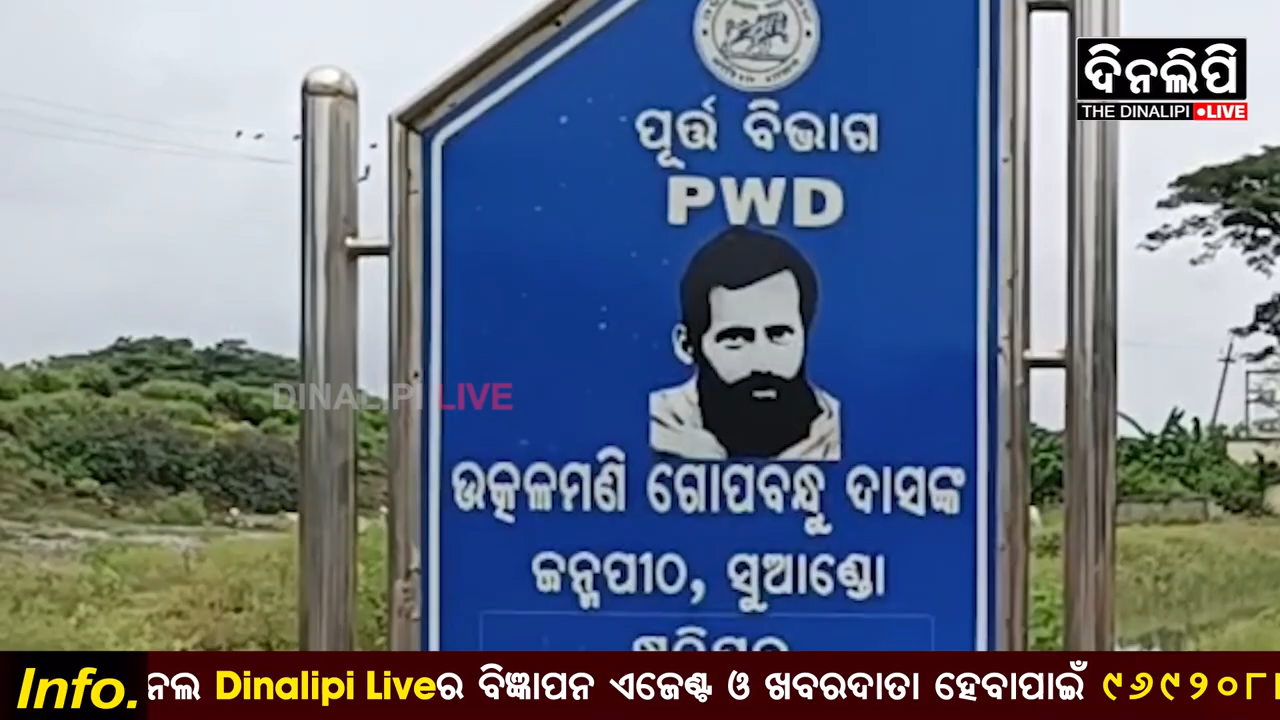 ଦିନଲିପି
THE DINALIPI LIVE
ପୂର୍ତ୍ତ ବିଭାଗ
PWD
DINALIPI LIVE
ଉତ୍କଳମଣି ଗୋପବନ୍ଧୁ ଦାସଙ୍କ
ଜନ୍ମପୀଠ, ସୁଆଣ୍ଡୋ
Info. ନଲ Dinalipi Liveର ବିଜ୍ଞାପନ ଏଜେଣ୍ଟ ଓ ଖବରଦାତା ହେବାପାଇଁ ୯୬୯୨୦୮